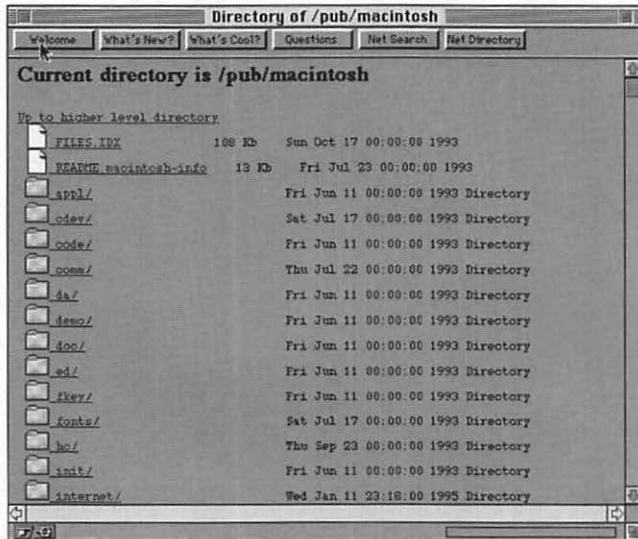 Directory of /pub/macintosh
Welcome What's New? What's Cool? Questions Net Search Net Directory
Current directory is /pub/macintosh
Up to higher level directory
FILES.IDX 108 Kb Sun Oct 17 00:00:00 1993
README.macintosh-info 13 Kb Fri Jul 23 00:00:00 1993
appl/ Fri Jun 11 00:00:00 1993 Directory
cdev/ Sat Jul 17 00:00:00 1993 Directory
code/ Fri Jun 11 00:00:00 1993 Directory
comm/ Thu Jul 22 00:00:00 1993 Directory
da/ Fri Jun 11 00:00:00 1993 Directory
demo/ Fri Jun 11 00:00:00 1993 Directory
doc/ Fri Jun 11 00:00:00 1993 Directory
ed/ Fri Jun 11 00:00:00 1993 Directory
fkey/ Fri Jun 11 00:00:00 1993 Directory
fonts/ Sat Jul 17 00:00:00 1993 Directory
hc/ Thu Sep 23 00:00:00 1993 Directory
init/ Fri Jun 11 00:00:00 1993 Directory
internet/ Wed Jan 11 23:18:00 1995 Directory